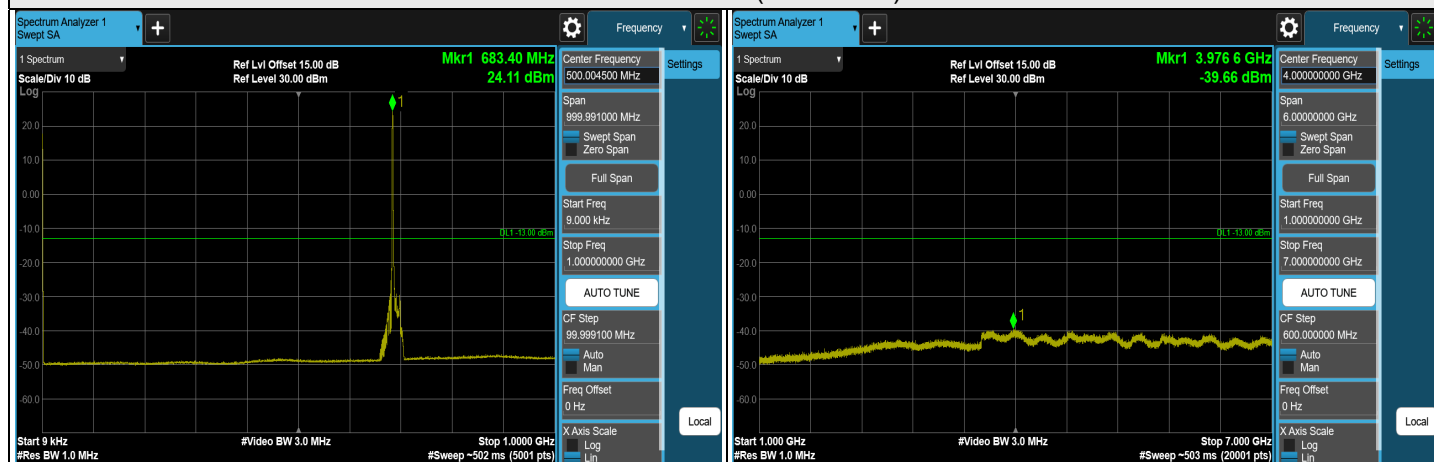 Spectrum Analyzer 1
Swept SA
+
Frequency
1 Spectrum
Scale/Div 10 dB
Log
Ref Lvl Offset 15.00 dB
Ref Level 30.00 dBm
Mkr1 683.40 MHz
24.11 dBm
1
20.0
10.0
0.00
-10.0
-20.0
-30.0
-40.0
-50.0
-60.0
DL1 -13.00 dBm
Start 9 kHz
#Res BW 1.0 MHz
#Video BW 3.0 MHz
Stop 1.0000 GHz
#Sweep ~502 ms (5001 pts)
Center Frequency
500.004500 MHz
Settings
Span
999.991000 MHz
Swept Span
Zero Span
Full Span
Start Freq
9.000 kHz
Stop Freq
1.000000000 GHz
AUTO TUNE
CF Step
99.999100 MHz
Auto
Man
Freq Offset
0 Hz
X Axis Scale
Log
Lin
Local
Spectrum Analyzer 1
Swept SA
+
Frequency
1 Spectrum
Scale/Div 10 dB
Log
Ref Lvl Offset 15.00 dB
Ref Level 30.00 dBm
Mkr1 3.976 6 GHz
-39.66 dBm
1
20.0
10.0
0.00
-10.0
-20.0
-30.0
-40.0
-50.0
-60.0
DL1 -13.00 dBm
Start 1.000 GHz
#Res BW 1.0 MHz
#Video BW 3.0 MHz
Stop 7.000 GHz
#Sweep ~503 ms (20001 pts)
Center Frequency
4.000000000 GHz
Settings
Span
6.00000000 GHz
Swept Span
Zero Span
Full Span
Start Freq
1.000000000 GHz
Stop Freq
7.000000000 GHz
AUTO TUNE
CF Step
600.000000 MHz
Auto
Man
Freq Offset
0 Hz
X Axis Scale
Log
Lin
Local